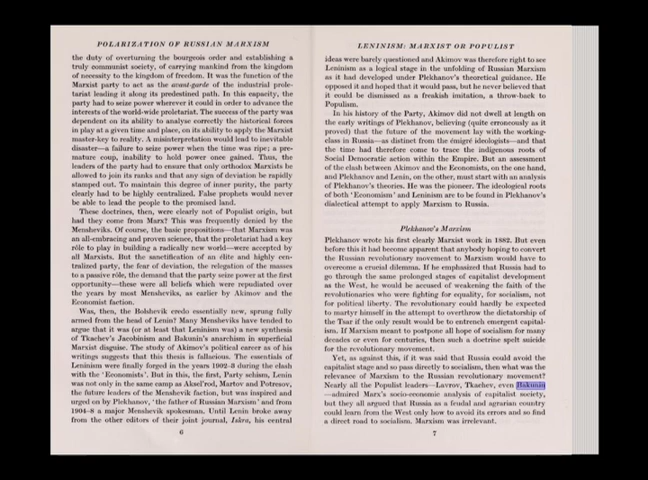 POLARIZATION OF RUSSIAN MARXISM
the duty of overturning the bourgeois order and establishing a
truly communist society, of carrying mankind from the kingdom
of necessity to the kingdom of freedom. It was the function of the
Marxist party to act as the avant-garde of the industrial prole-
tariat leading it along its predestined path. In this capacity, the
party had to seize power wherever it could in order to advance the
interests of the world-wide proletariat. The success of the party was
dependent on its ability to analyse correctly the historical forces
in play at a given time and place, on its ability to apply the Marxist
master-key to reality. A misinterpretation would lead to inevitable
disaster—a failure to seize power when the time was ripe; a pre-
mature coup, inability to hold power once gained. Thus, the
leaders of the party had to ensure that only orthodox Marxists be
allowed to join its ranks and that any sign of deviation be rapidly
stamped out. To maintain this degree of inner purity, the party
clearly had to be highly centralized. False prophets would never
be able to lead the people to the promised land.
These doctrines, then, were clearly not of Populist origin, but
had they come from Marx? This was frequently denied by the
Mensheviks. Of course, the basic propositions—that Marxism was
an all-embracing and proven science, that the proletariat had a key
rôle to play in building a radically new world—were accepted by
all Marxists. But the sanctification of an élite and highly cen-
tralized party, the fear of deviation, the relegation of the masses
to a passive rôle, the demand that the party seize power at the first
opportunity—these were all beliefs which were repudiated over
the years by most Mensheviks, as earlier by Akimov and the
Economist faction.
Was, then, the Bolshevik credo essentially new, sprung fully
armed from the head of Lenin? Many Mensheviks have tended to
argue that it was (or at least that Leninism was) a new synthesis
of Tkachev's Jacobinism and Bakunin's anarchism in superficial
Marxist disguise. The study of Akimov's political career as of his
writings suggests that this thesis is fallacious. The essentials of
Leninism were finally forged in the years 1902–3 during the clash
with the 'Economists'. But in this, the first, Party schism, Lenin
was not only in the same camp as Aksel'rod, Martov and Potresov,
the future leaders of the Menshevik faction, but was inspired and
urged on by Plekhanov, 'the father of Russian Marxism' and from
1904–8 a major Menshevik spokesman. Until Lenin broke away
from the other editors of their joint journal, Iskra, his central
6
LENINISM: MARXIST OR POPULIST
ideas were barely questioned and Akimov was therefore right to see
Leninism as a logical stage in the unfolding of Russian Marxism
as it had developed under Plekhanov's theoretical guidance. He
opposed it and hoped that it would pass, but he never believed that
it could be dismissed as a freakish imitation, a throw-back to
Populism.
In his history of the Party, Akimov did not dwell at length on
the early writings of Plekhanov, believing (quite erroneously as it
proved) that the future of the movement lay with the working-
class in Russia—as distinct from the émigré ideologists—and that
the time had therefore come to trace the indigenous roots of
Social Democratic action within the Empire. But an assessment
of the clash between Akimov and the Economists, on the one hand,
and Plekhanov and Lenin, on the other, must start with an analysis
of Plekhanov's theories. He was the pioneer. The ideological roots
of both 'Economism' and Leninism are to be found in Plekhanov's
dialectical attempt to apply Marxism to Russia.
Plekhanov's Marxism
Plekhanov wrote his first clearly Marxist work in 1882. But even
before this it had become apparent that anybody hoping to convert
the Russian revolutionary movement to Marxism would have to
overcome a crucial dilemma. If he emphasized that Russia had to
go through the same prolonged stages of capitalist development
as the West, he would be accused of weakening the faith of the
revolutionaries who were fighting for equality, for socialism, not
for political liberty. The revolutionary could hardly be expected
to martyr himself in the attempt to overthrow the dictatorship of
the Tsar if the only result would be to entrench emergent capital-
ism. If Marxism meant to postpone all hope of socialism for many
decades or even for centuries, then such a doctrine spelt suicide
for the revolutionary movement.
Yet, as against this, if it was said that Russia could avoid the
capitalist stage and so pass directly to socialism, then what was the
relevance of Marxism to the Russian revolutionary movement?
Nearly all the Populist leaders—Lavrov, Tkachev, even Bakunin
—admired Marx's socio-economic analysis of capitalist society,
but they all argued that Russia as a feudal and agrarian country
could learn from the West only how to avoid its errors and so find
a direct road to socialism. Marxism was irrelevant.
7